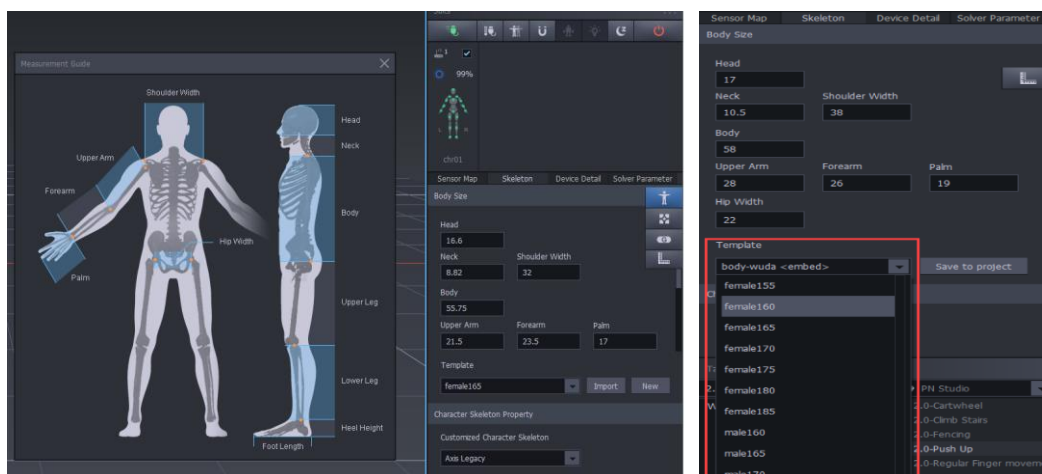 Measurement Guide
Shoulder Width
Head
Neck
Upper Arm
Forearm
Body
Hip Width
Palm
Upper Leg
Lower Leg
Heel Height
Foot Length
1
99%
L R
chr01
Sensor Map Skeleton Device Detail Solver Parameter
Body Size
Head
16.6
Neck Shoulder Width
8.82 32
Body
55.75
Upper Arm Forearm Palm
21.5 23.5 17
Template
female165 Import New
Character Skeleton Property
Customized Character Skeleton
Axis Legacy
Sensor Map Skeleton Device Detail Solver Parameter
Body Size
Head
17
Neck Shoulder Width
10.5 38
Body
58
Upper Arm Forearm Palm
28 26 19
Hip Width
22
Template
body-wuda <embed> Save to project
female155
female160
female165
female170
female175
female180
female185
male160
male165
male170
PN Studio
2.0-Cartwheel
2.0-Climb Stairs
2.0-Fencing
2.0-Push Up
2.0-Regular Finger movem